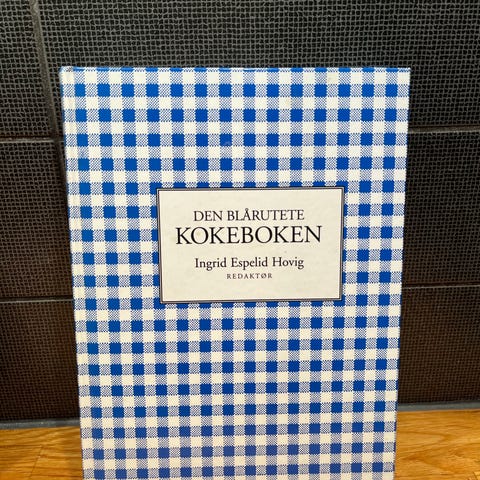 DEN BLÅRUTETE
KOKEBOKEN
Ingrid Espelid Hovig
REDAKTØR